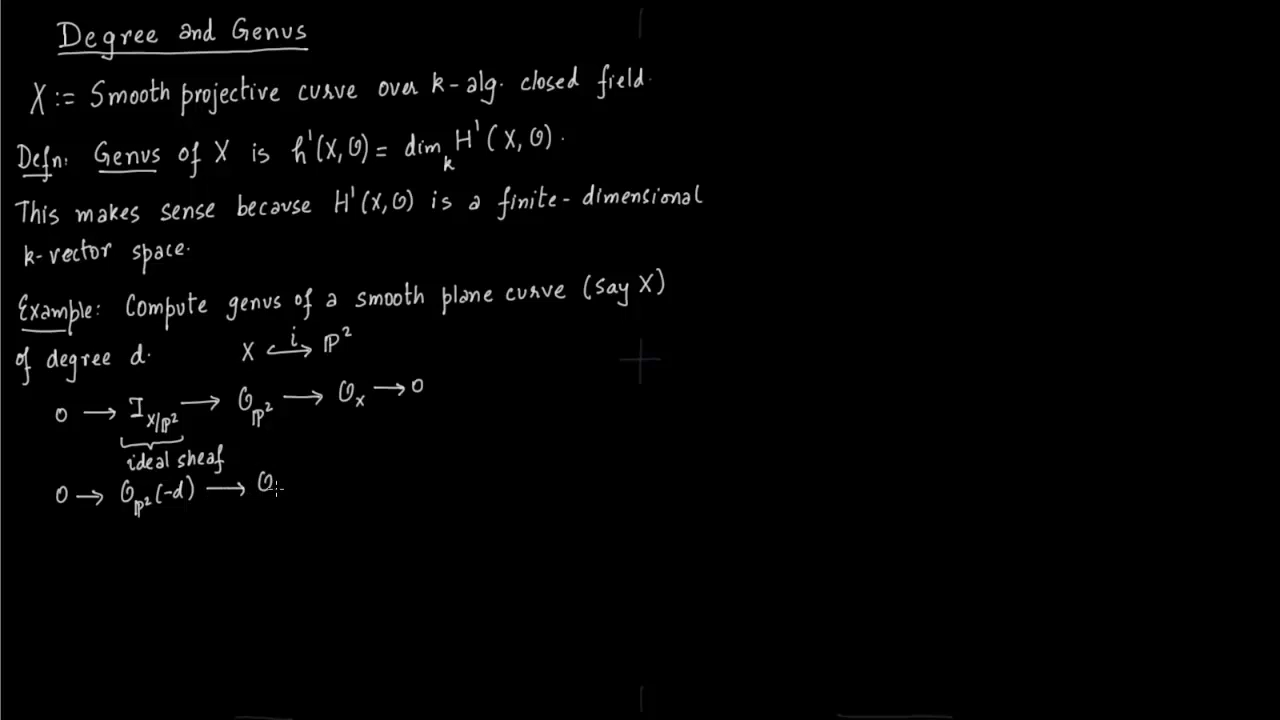 Degree and Genus
X := Smooth projective curve over k-alg. closed field.
Defn: Genus of X is h¹(X, O) = dim_k H¹(X, O).
This makes sense because H¹(X, O) is a finite-dimensional
k-vector space.
Example: Compute genus of a smooth plane curve (say X)
of degree d. X ↪ⁱ ℙ²
0 → I_{X/ℙ²} → O_{ℙ²} → O_X → 0
ideal sheaf
0 → O_{ℙ²}(-d) → O